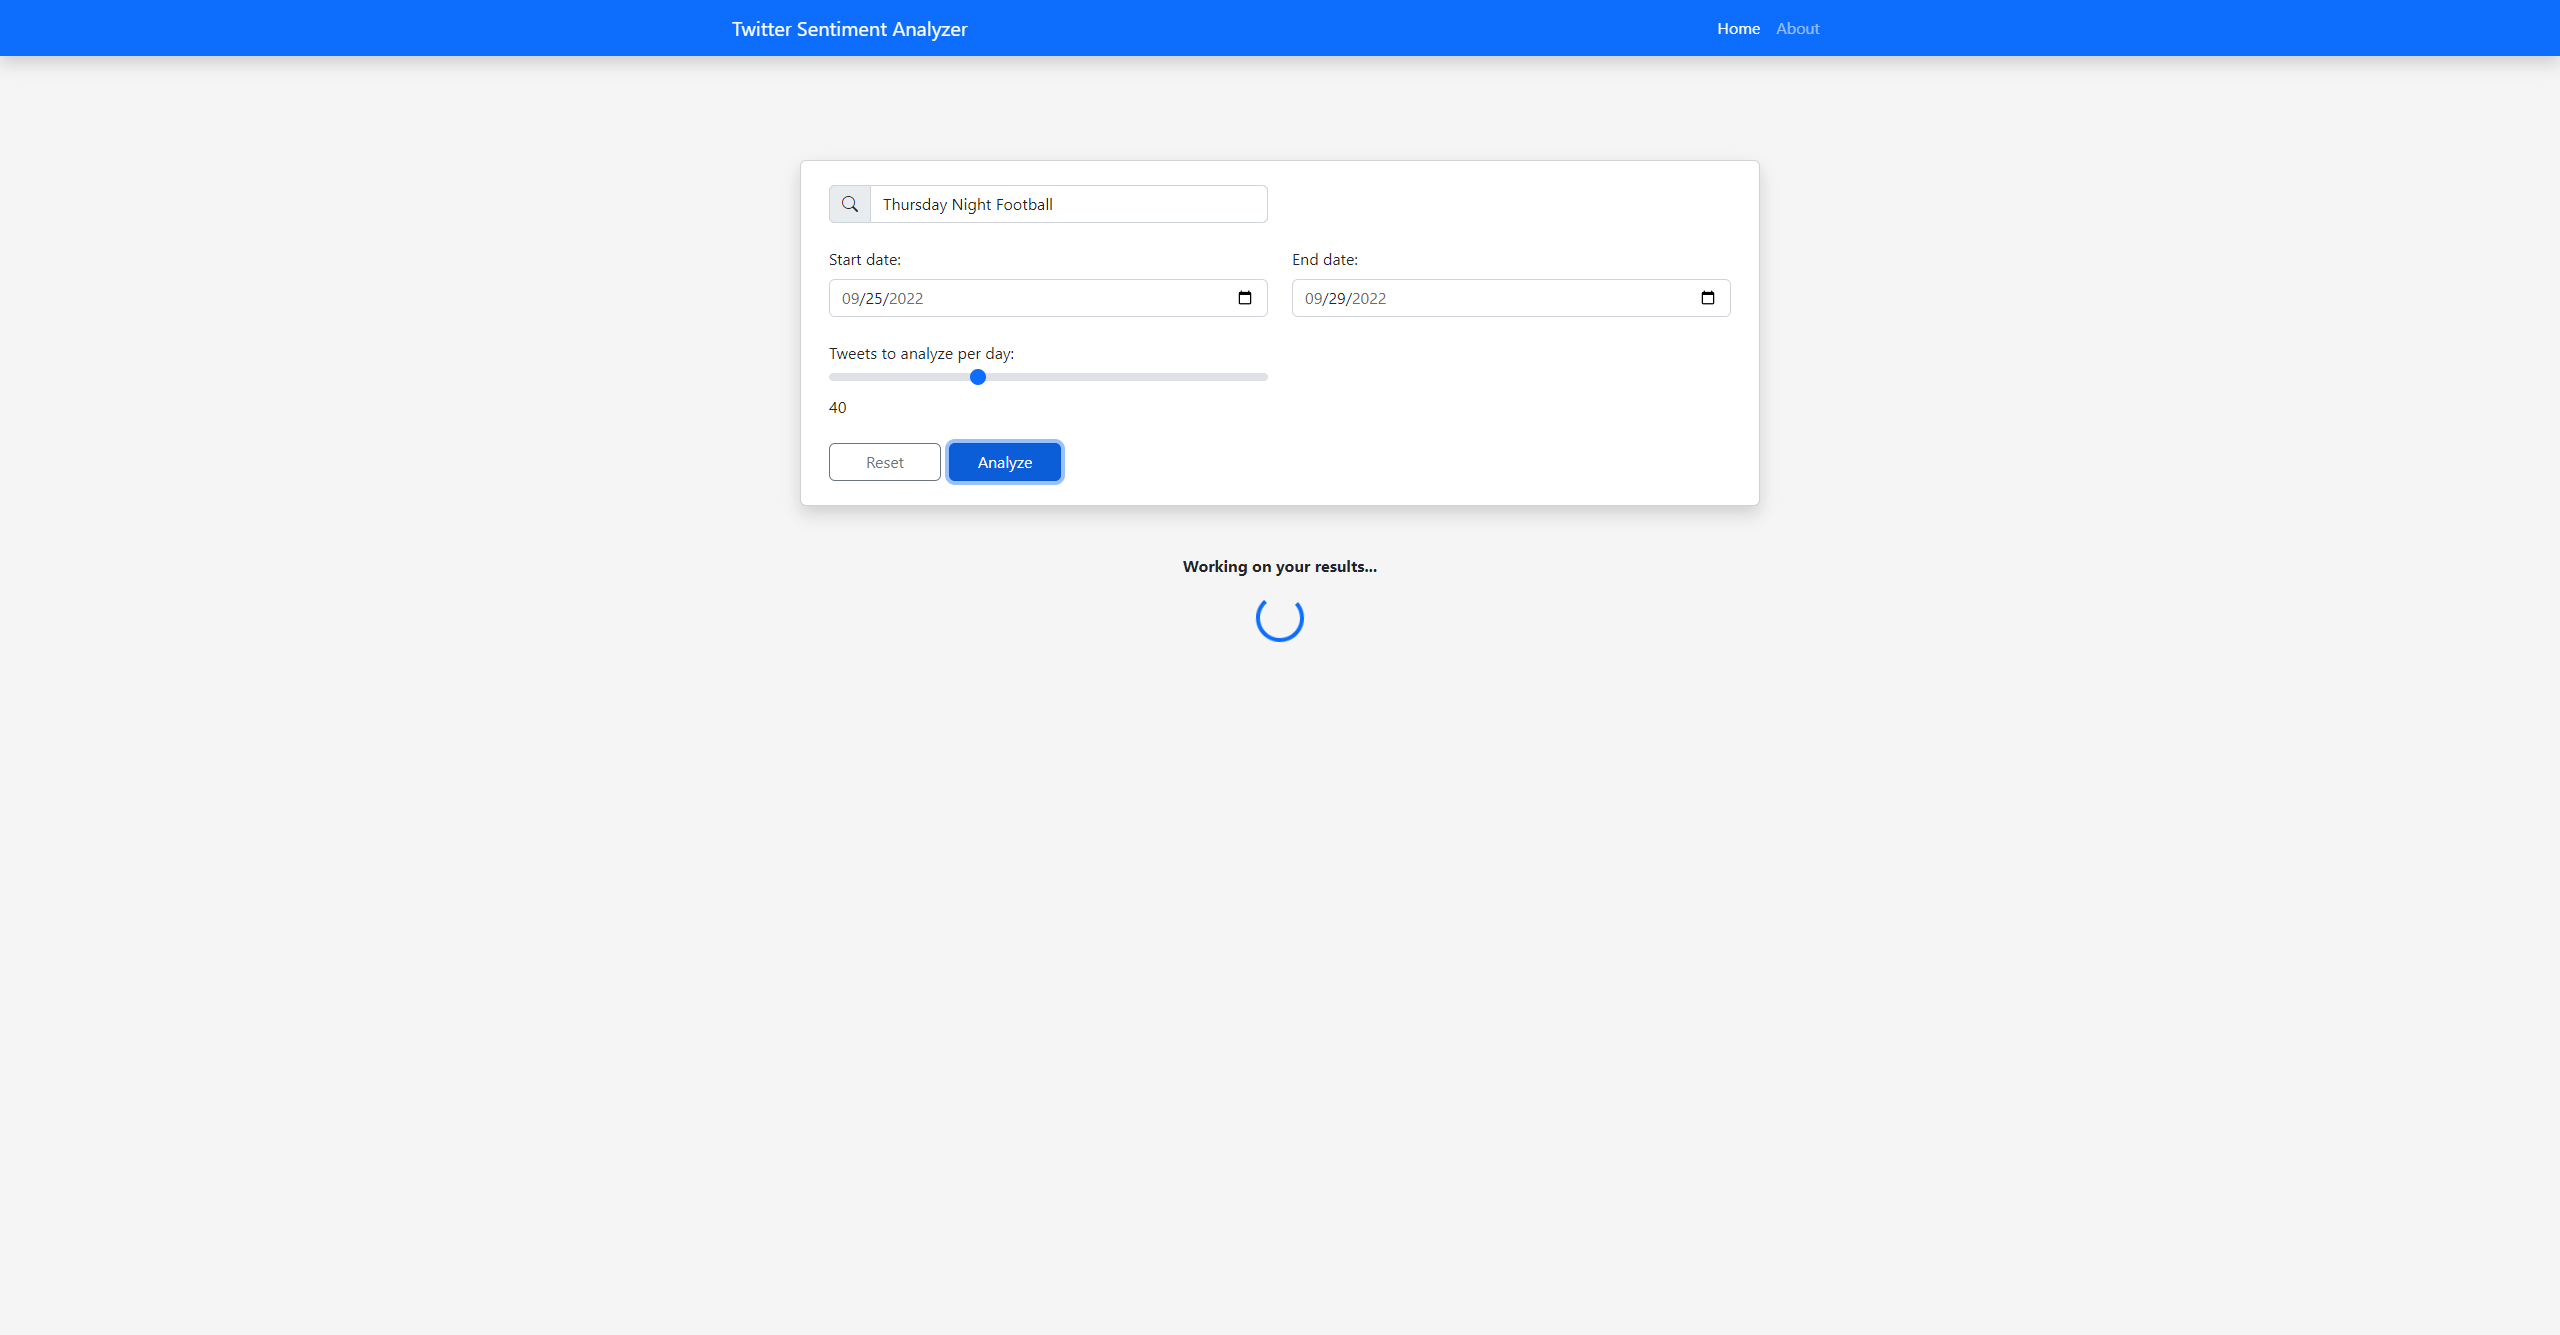 Twitter Sentiment Analyzer
Home About
Thursday Night Football
Start date:
End date:
09/25/2022
09/29/2022
Tweets to analyze per day:
40
Reset
Analyze
Working on your results...